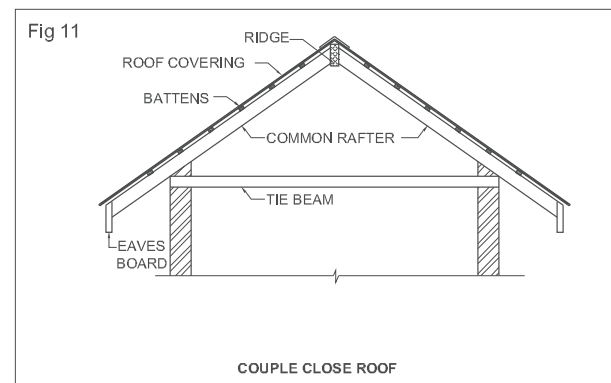 Fig 11
RIDGE
ROOF COVERING
BATTENS
COMMON RAFTER
TIE BEAM
EAVES
BOARD
COUPLE CLOSE ROOF